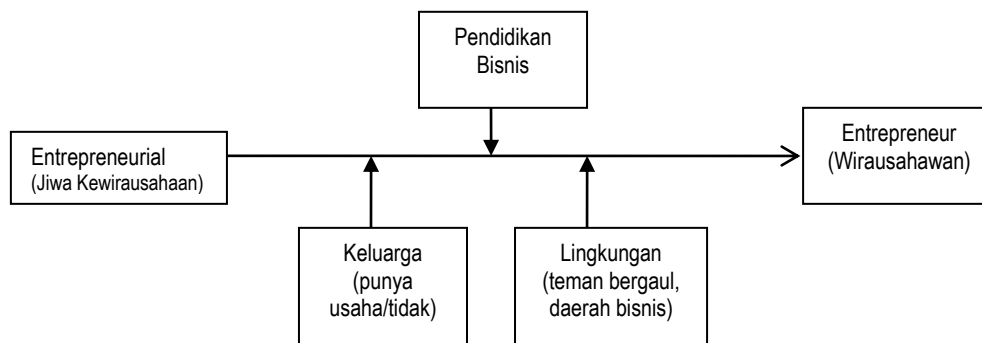 Pendidikan
Bisnis
Entrepreneurial
(Jiwa Kewirausahaan)
Entrepreneur
(Wirausahawan)
Keluarga
(punya
usaha/tidak)
Lingkungan
(teman bergaul,
daerah bisnis)